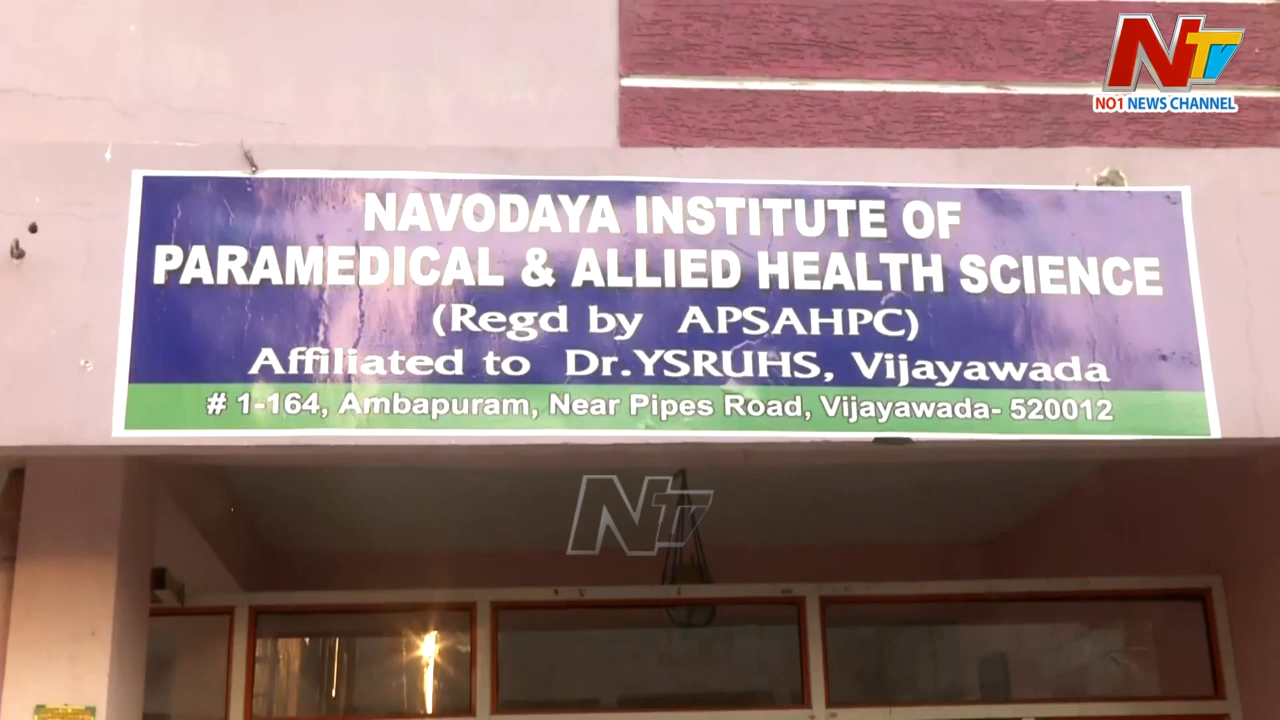 NTV
NO1 NEWS CHANNEL
NAVODAYA INSTITUTE OF
PARAMEDICAL & ALLIED HEALTH SCIENCE
(Regd by APSAHPC)
Affiliated to Dr.YSRUHS, Vijayawada
# 1-164, Ambapuram, Near Pipes Road, Vijayawada- 520012
NTV